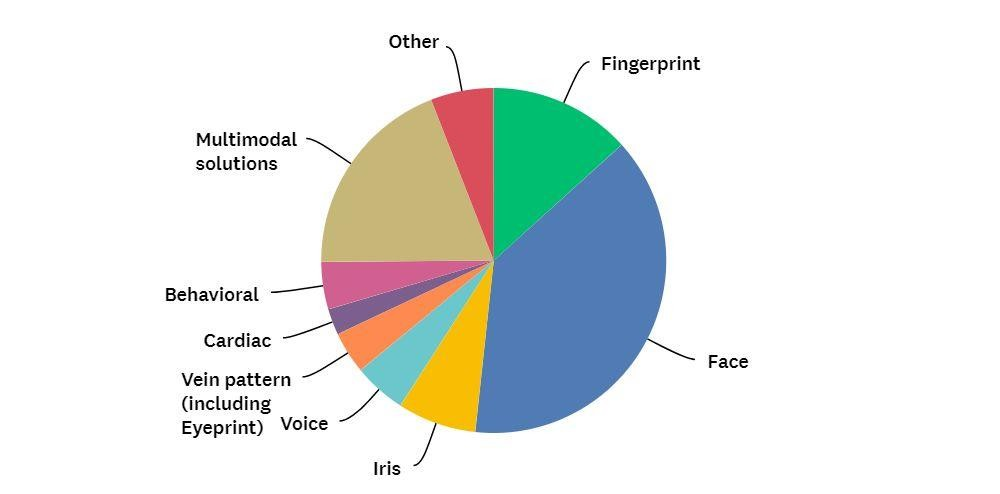 Other
Fingerprint
Multimodal
solutions
Behavioral
Cardiac
Face
Vein pattern
(including
Eyeprint)
Voice
Iris